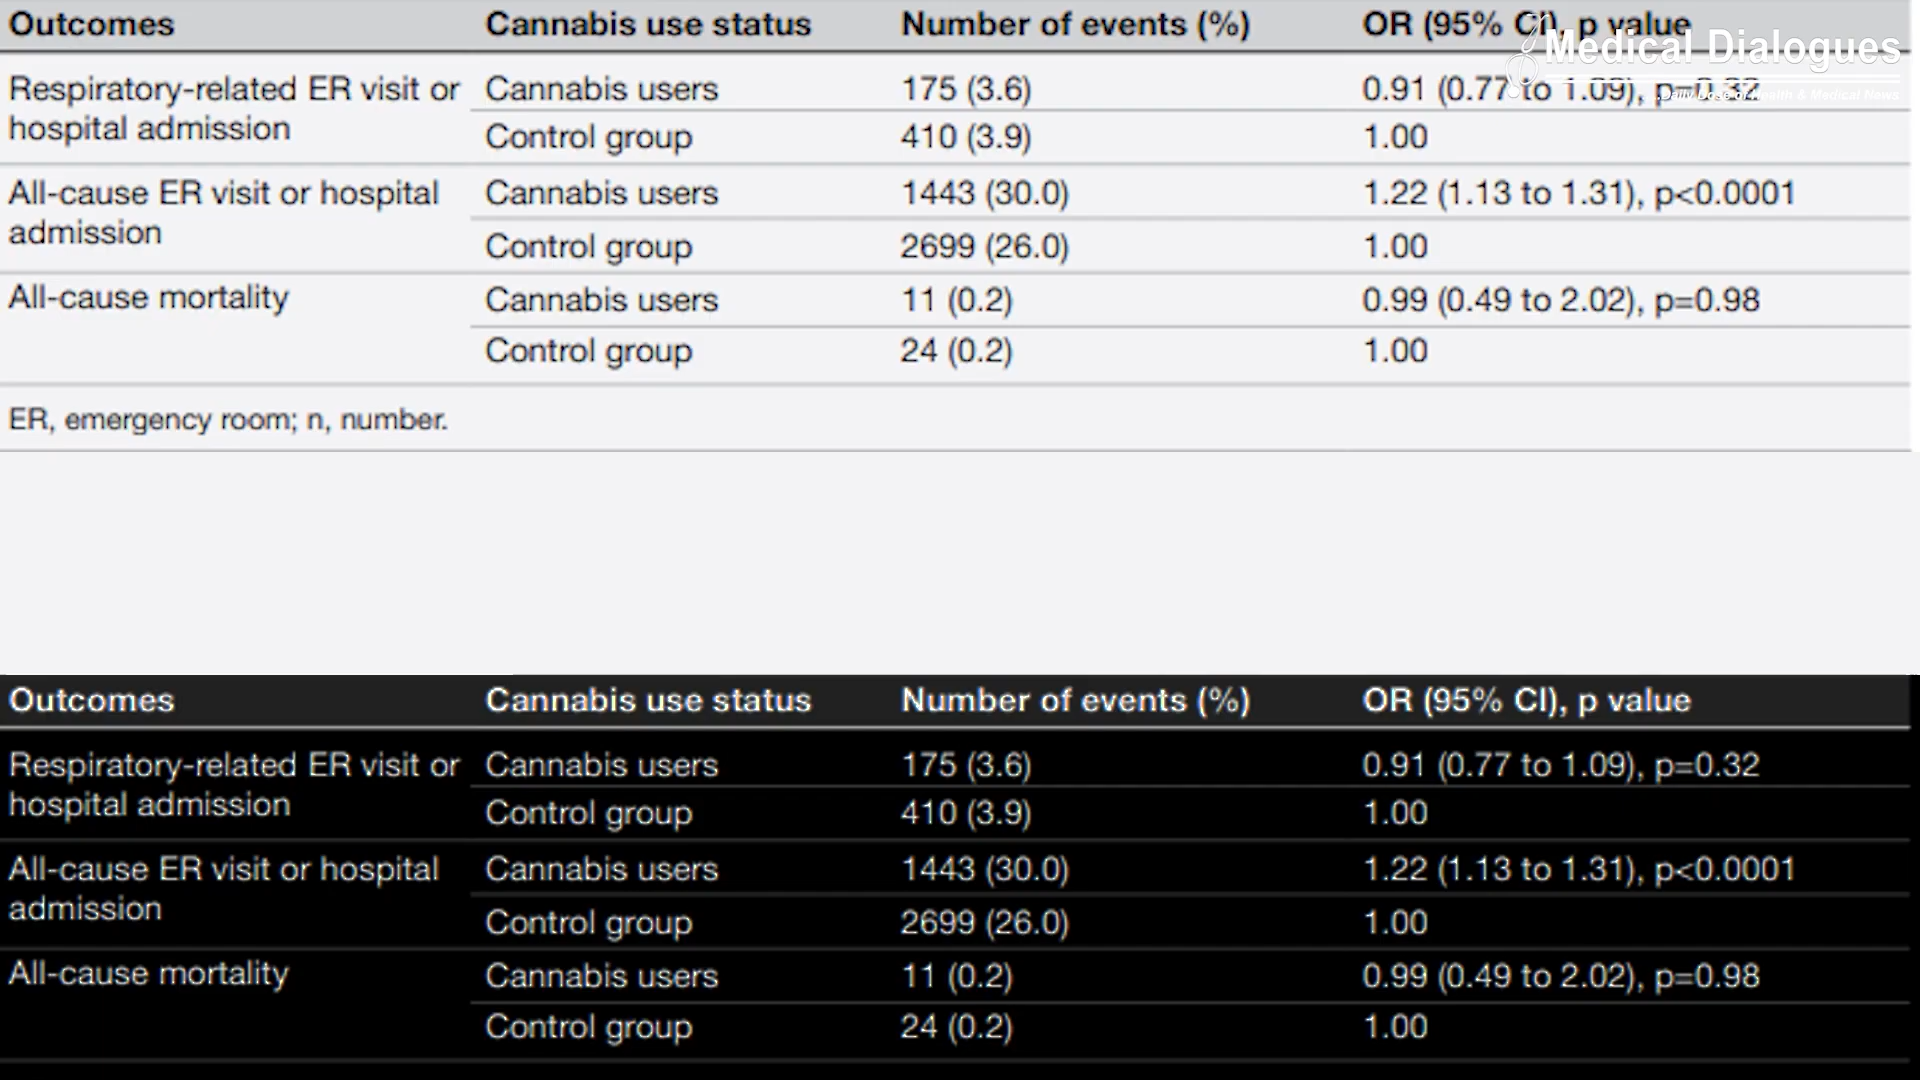 Outcomes Cannabis use status Number of events (%) OR (95% CI), p value
Medical Dialogues
Daily Dose of Health & Medical News
Respiratory-related ER visit or Cannabis users 175 (3.6) 0.91 (0.77 to 1.09), p=0.32
hospital admission Control group 410 (3.9) 1.00
All-cause ER visit or hospital Cannabis users 1443 (30.0) 1.22 (1.13 to 1.31), p<0.0001
admission Control group 2699 (26.0) 1.00
All-cause mortality Cannabis users 11 (0.2) 0.99 (0.49 to 2.02), p=0.98
Control group 24 (0.2) 1.00
ER, emergency room; n, number.
Outcomes Cannabis use status Number of events (%) OR (95% CI), p value
Respiratory-related ER visit or Cannabis users 175 (3.6) 0.91 (0.77 to 1.09), p=0.32
hospital admission Control group 410 (3.9) 1.00
All-cause ER visit or hospital Cannabis users 1443 (30.0) 1.22 (1.13 to 1.31), p<0.0001
admission Control group 2699 (26.0) 1.00
All-cause mortality Cannabis users 11 (0.2) 0.99 (0.49 to 2.02), p=0.98
Control group 24 (0.2) 1.00